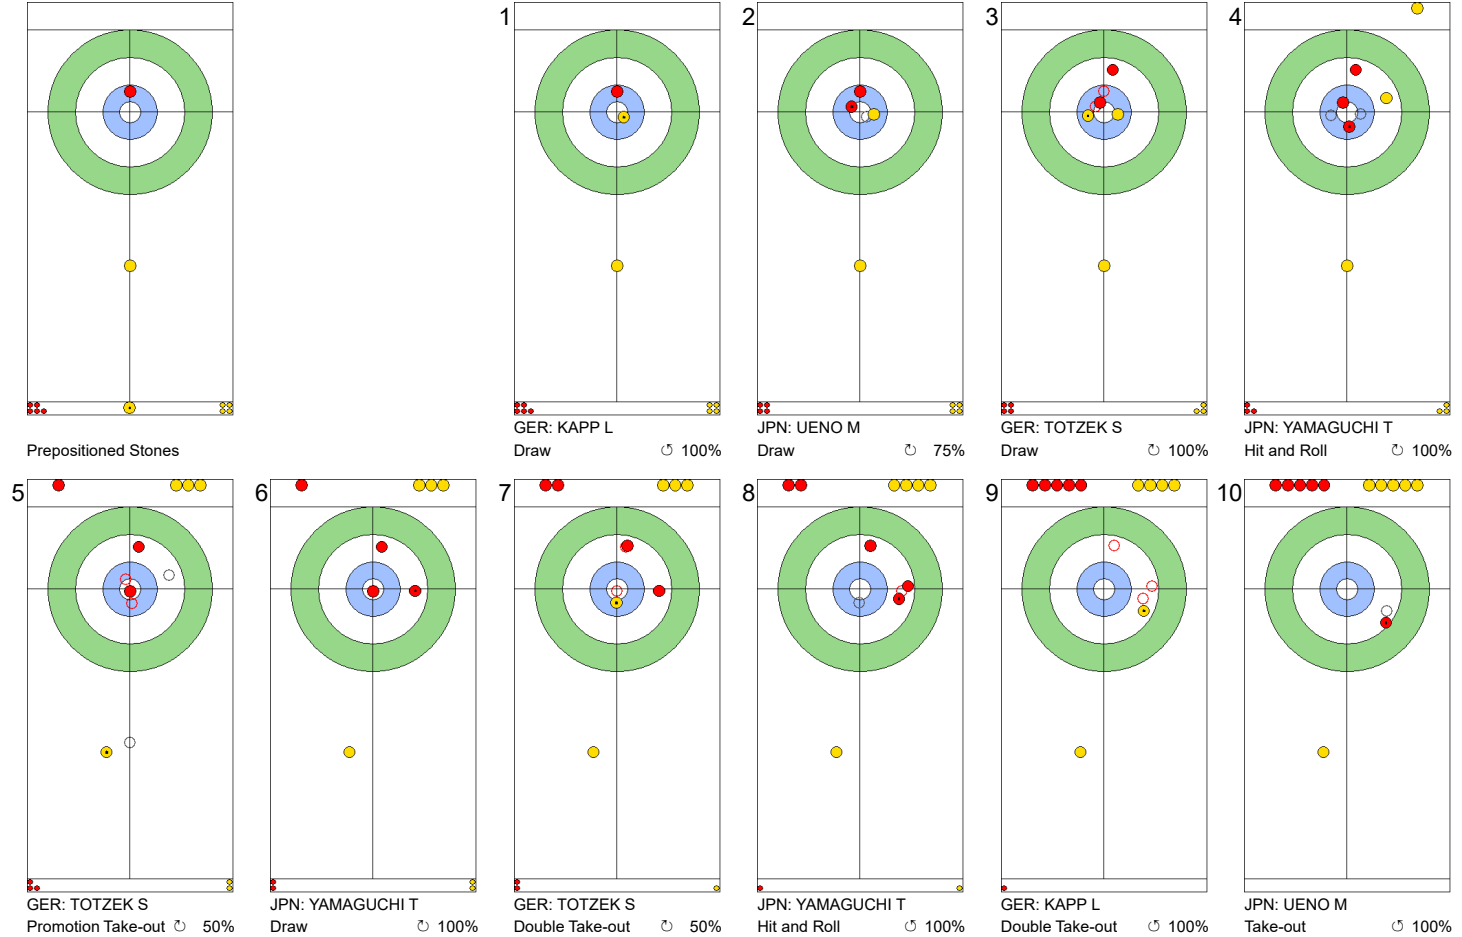 1 2 3 4
GER: KAPP L JPN: UENO M GER: TOTZEK S JPN: YAMAGUCHI T
Prepositioned Stones Draw ↺ 100% Draw ↻ 75% Draw ↻ 100% Hit and Roll ↺ 100%
5 6 7 8 9 10
GER: TOTZEK S JPN: YAMAGUCHI T GER: TOTZEK S JPN: YAMAGUCHI T GER: KAPP L JPN: UENO M
Promotion Take-out ↻ 50% Draw ↺ 100% Double Take-out ↻ 50% Hit and Roll ↺ 100% Double Take-out ↺ 100% Take-out ↺ 100%